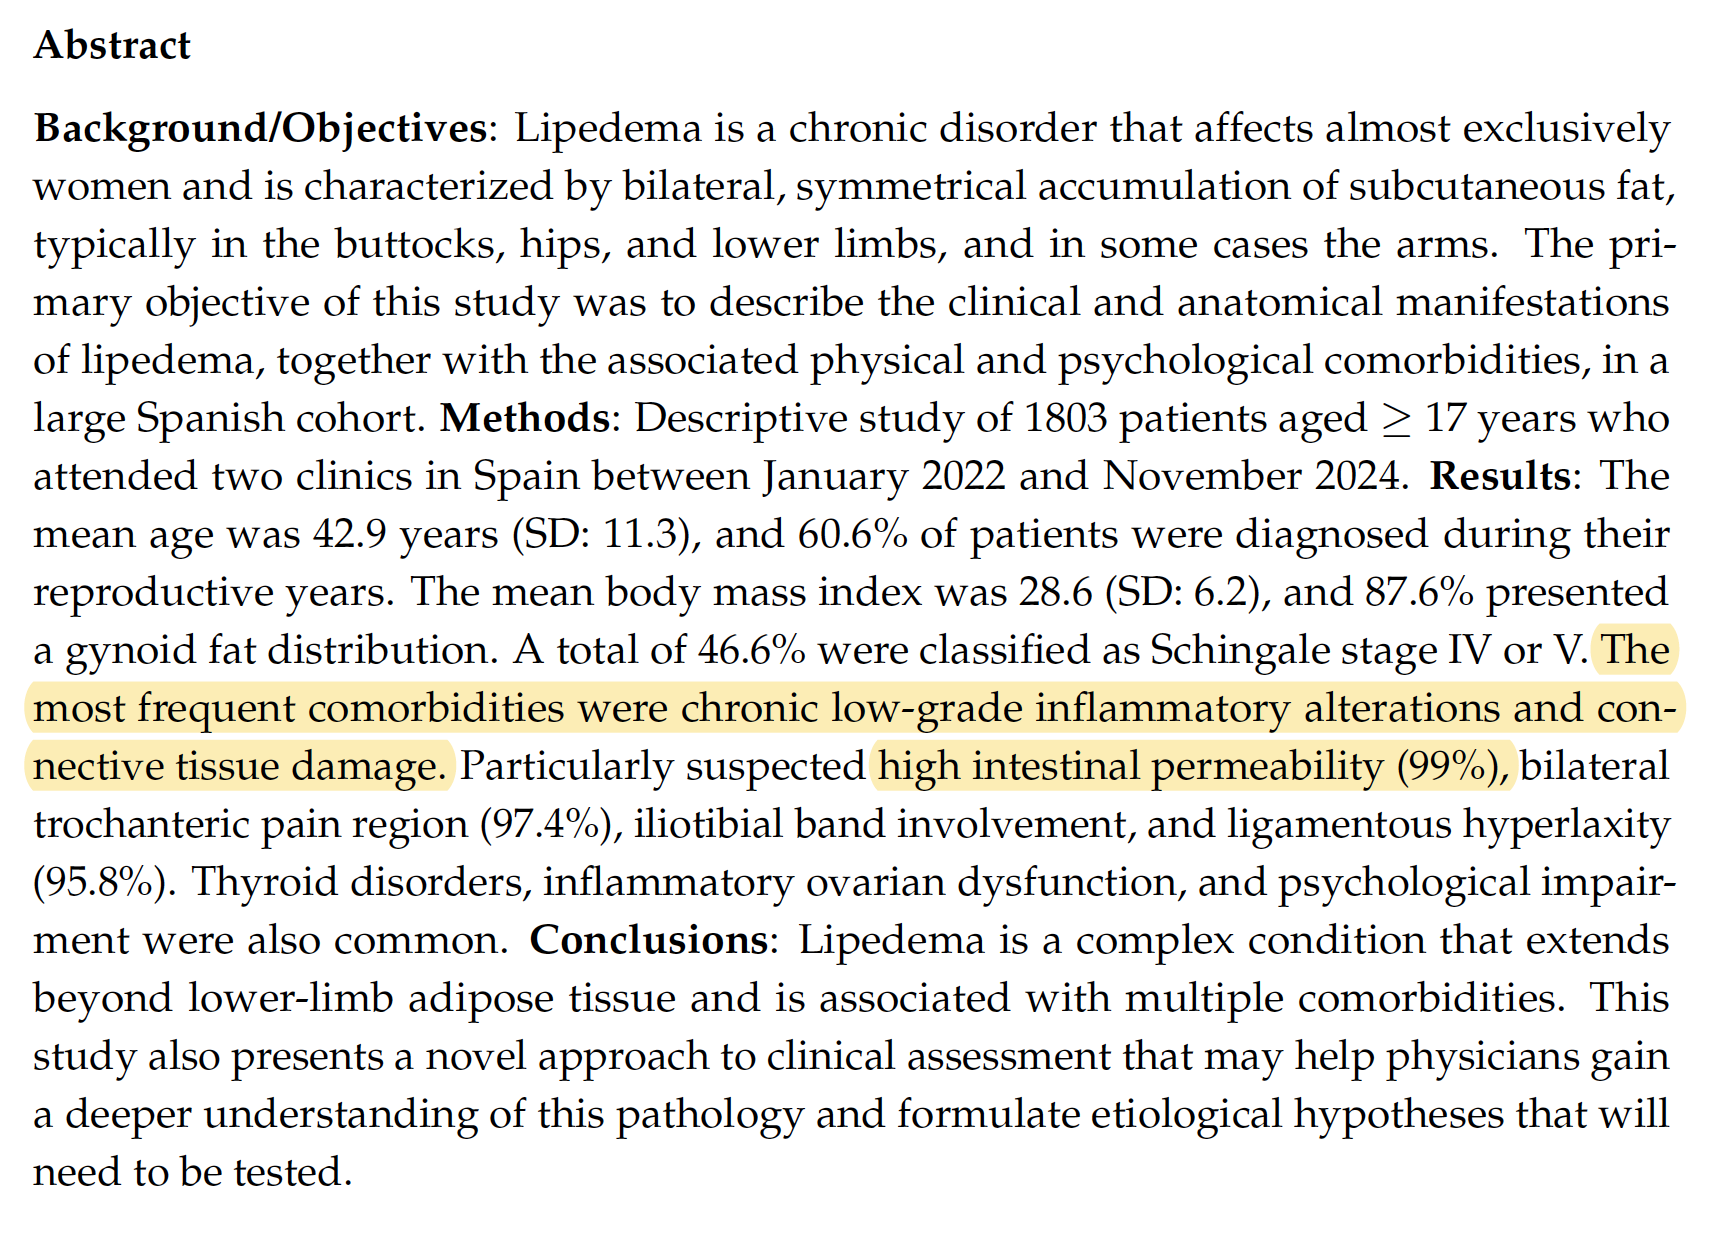 Abstract
Background/Objectives: Lipedema is a chronic disorder that affects almost exclusively
women and is characterized by bilateral, symmetrical accumulation of subcutaneous fat,
typically in the buttocks, hips, and lower limbs, and in some cases the arms. The pri-
mary objective of this study was to describe the clinical and anatomical manifestations
of lipedema, together with the associated physical and psychological comorbidities, in a
large Spanish cohort. Methods: Descriptive study of 1803 patients aged ≥ 17 years who
attended two clinics in Spain between January 2022 and November 2024. Results: The
mean age was 42.9 years (SD: 11.3), and 60.6% of patients were diagnosed during their
reproductive years. The mean body mass index was 28.6 (SD: 6.2), and 87.6% presented
a gynoid fat distribution. A total of 46.6% were classified as Schingale stage IV or V. The
most frequent comorbidities were chronic low-grade inflammatory alterations and con-
nective tissue damage. Particularly suspected high intestinal permeability (99%), bilateral
trochanteric pain region (97.4%), iliotibial band involvement, and ligamentous hyperlaxity
(95.8%). Thyroid disorders, inflammatory ovarian dysfunction, and psychological impair-
ment were also common. Conclusions: Lipedema is a complex condition that extends
beyond lower-limb adipose tissue and is associated with multiple comorbidities. This
study also presents a novel approach to clinical assessment that may help physicians gain
a deeper understanding of this pathology and formulate etiological hypotheses that will
need to be tested.